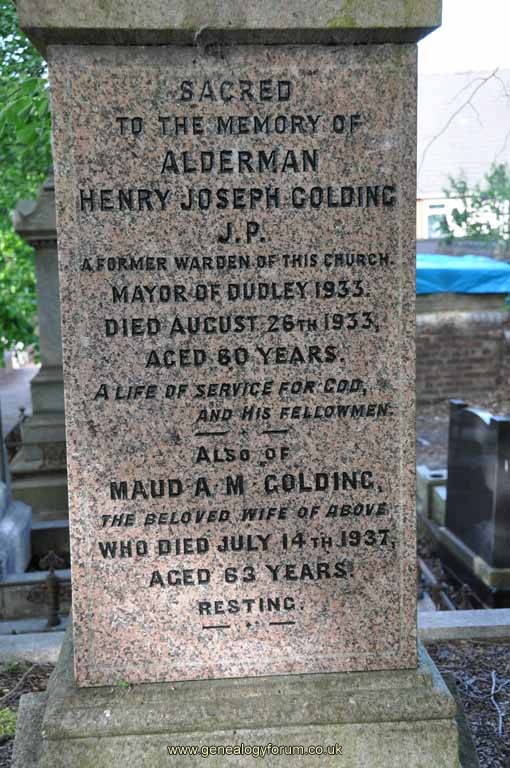 SACRED
TO THE MEMORY OF
ALDERMAN
HENRY JOSEPH GOLDING
J.P.
A FORMER WARDEN OF THIS CHURCH.
MAYOR OF DUDLEY 1933.
DIED AUGUST 26TH 1933,
AGED 60 YEARS.
A LIFE OF SERVICE FOR GOD,
AND HIS FELLOWMEN.
ALSO OF
MAUD A M GOLDING,
THE BELOVED WIFE OF ABOVE
WHO DIED JULY 14TH 1937,
AGED 63 YEARS.
RESTING.
www.genealogyforum.co.uk